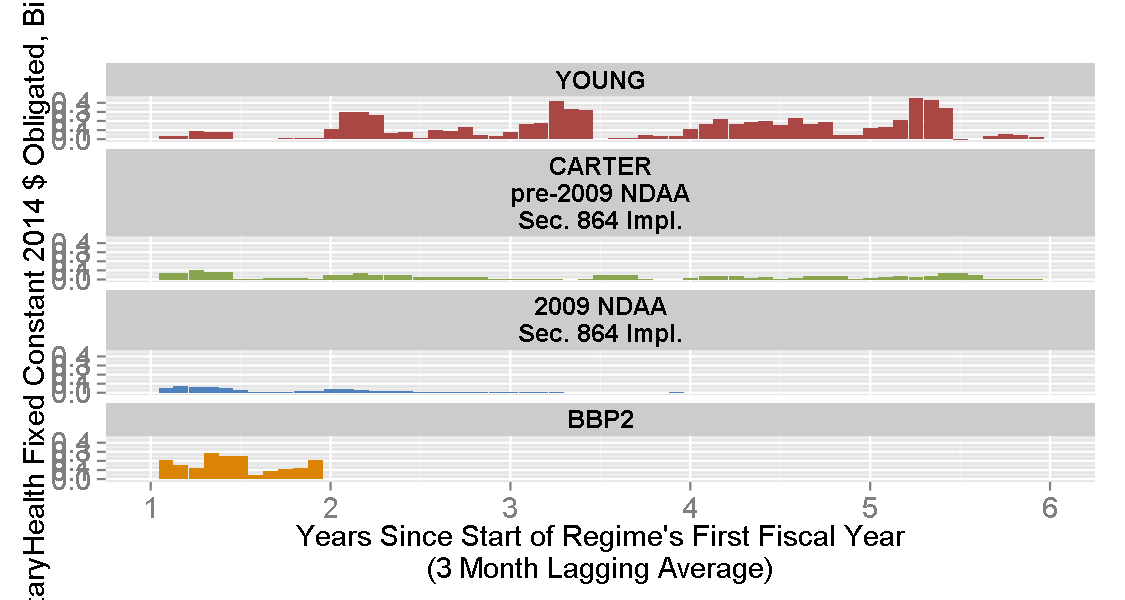 YOUNG
CARTER
pre-2009 NDAA
Sec. 864 Impl.
2009 NDAA
Sec. 864 Impl.
BBP2
0.4
0.0
0.4
0.0
0.4
0.0
0.4
0.0
1 2 3 4 5 6
Years Since Start of Regime's First Fiscal Year
(3 Month Lagging Average)
aryHealth Fixed Constant 2014 $ Obligated, Bi